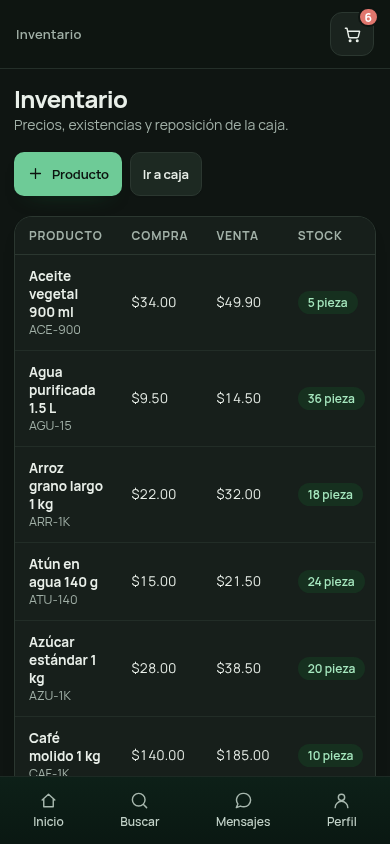 Inventario
6
Inventario
Precios, existencias y reposición de la caja.
+ Producto
Ir a caja
PRODUCTO COMPRA VENTA STOCK
Aceite
vegetal
900 ml
ACE-900
$34.00
$49.90
5 pieza
Agua
purificada
1.5 L
AGU-15
$9.50
$14.50
36 pieza
Arroz
grano largo
1 kg
ARR-1K
$22.00
$32.00
18 pieza
Atún en
agua 140 g
ATU-140
$15.00
$21.50
24 pieza
Azúcar
estándar 1
kg
AZU-1K
$28.00
$38.50
20 pieza
Café
molido 1 kg
CAF-1K
$140.00
$185.00
10 pieza
Inicio
Buscar
Mensajes
Perfil